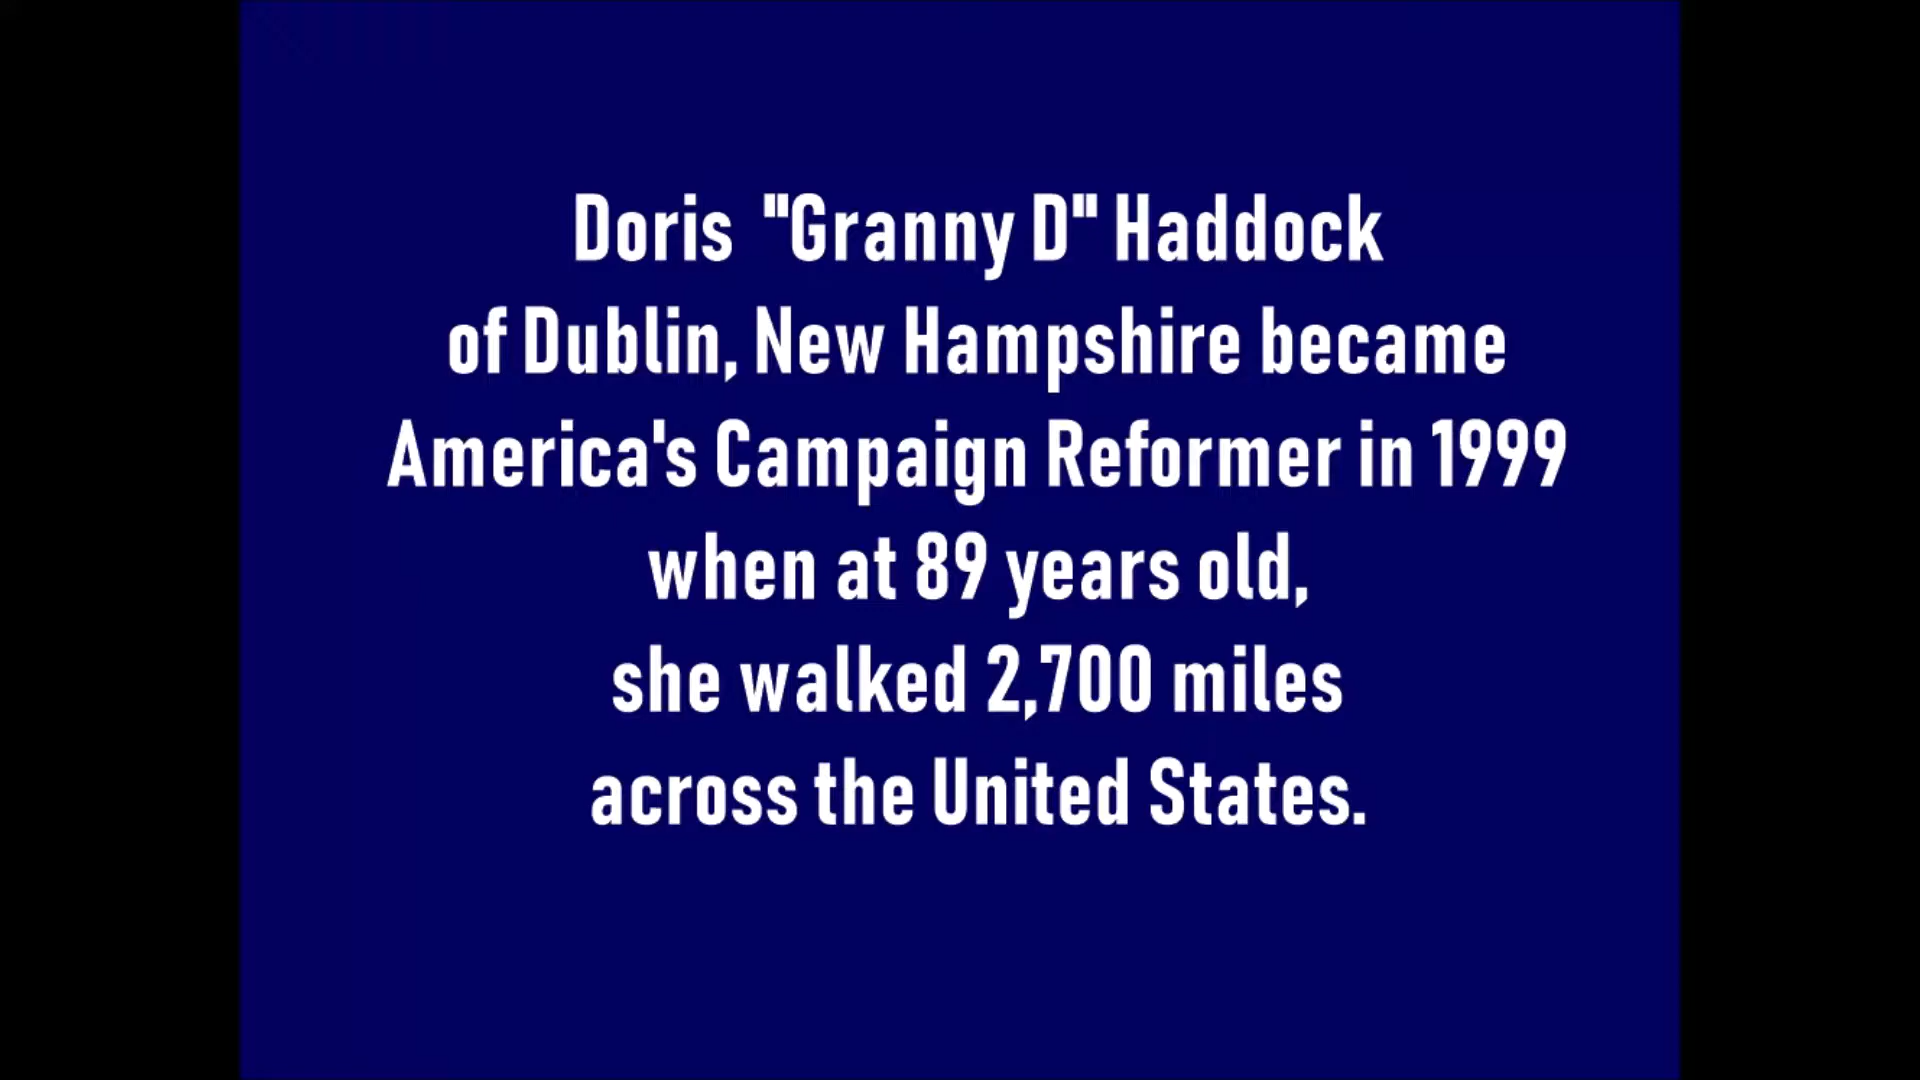 Doris  "Granny D" Haddock
of Dublin, New Hampshire became
America's Campaign Reformer in 1999
when at 89 years old,
she walked 2,700 miles
across the United States.